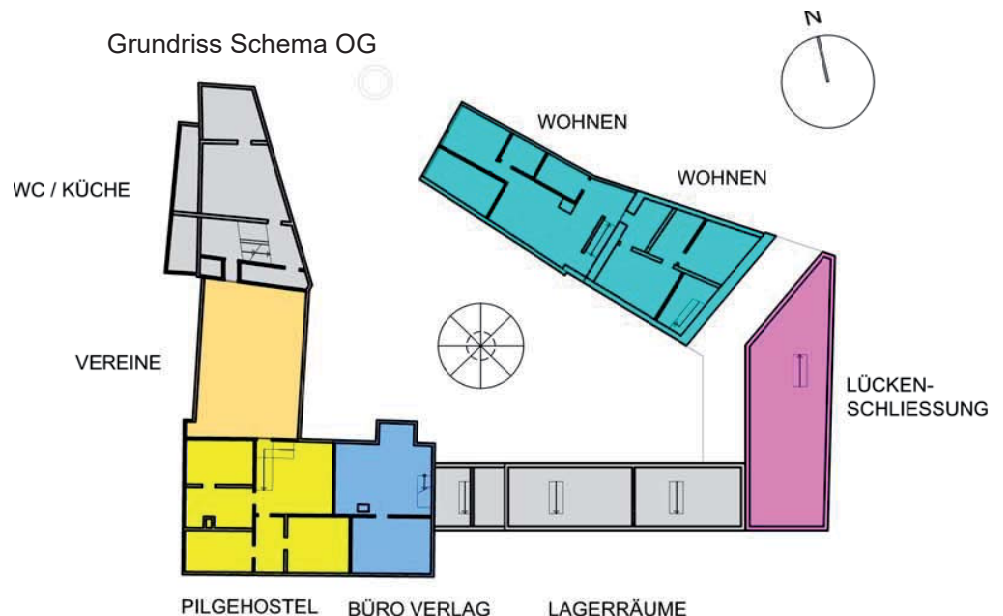 N
Grundriss Schema OG
WOHNEN
WOHNEN
WC / KÜCHE
VEREINE
LÜCKEN-
SCHLIESSUNG
PILGEHOSTEL
BÜRO VERLAG
LAGERRÄUME